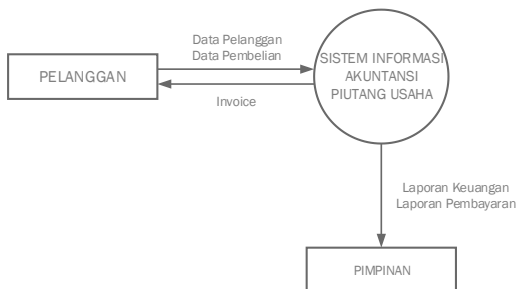 Data Pelanggan
Data Pembelian
PELANGGAN
Invoice
SISTEM INFORMASI
AKUNTANSI
PIUTANG USAHA
Laporan Keuangan
Laporan Pembayaran
PIMPINAN